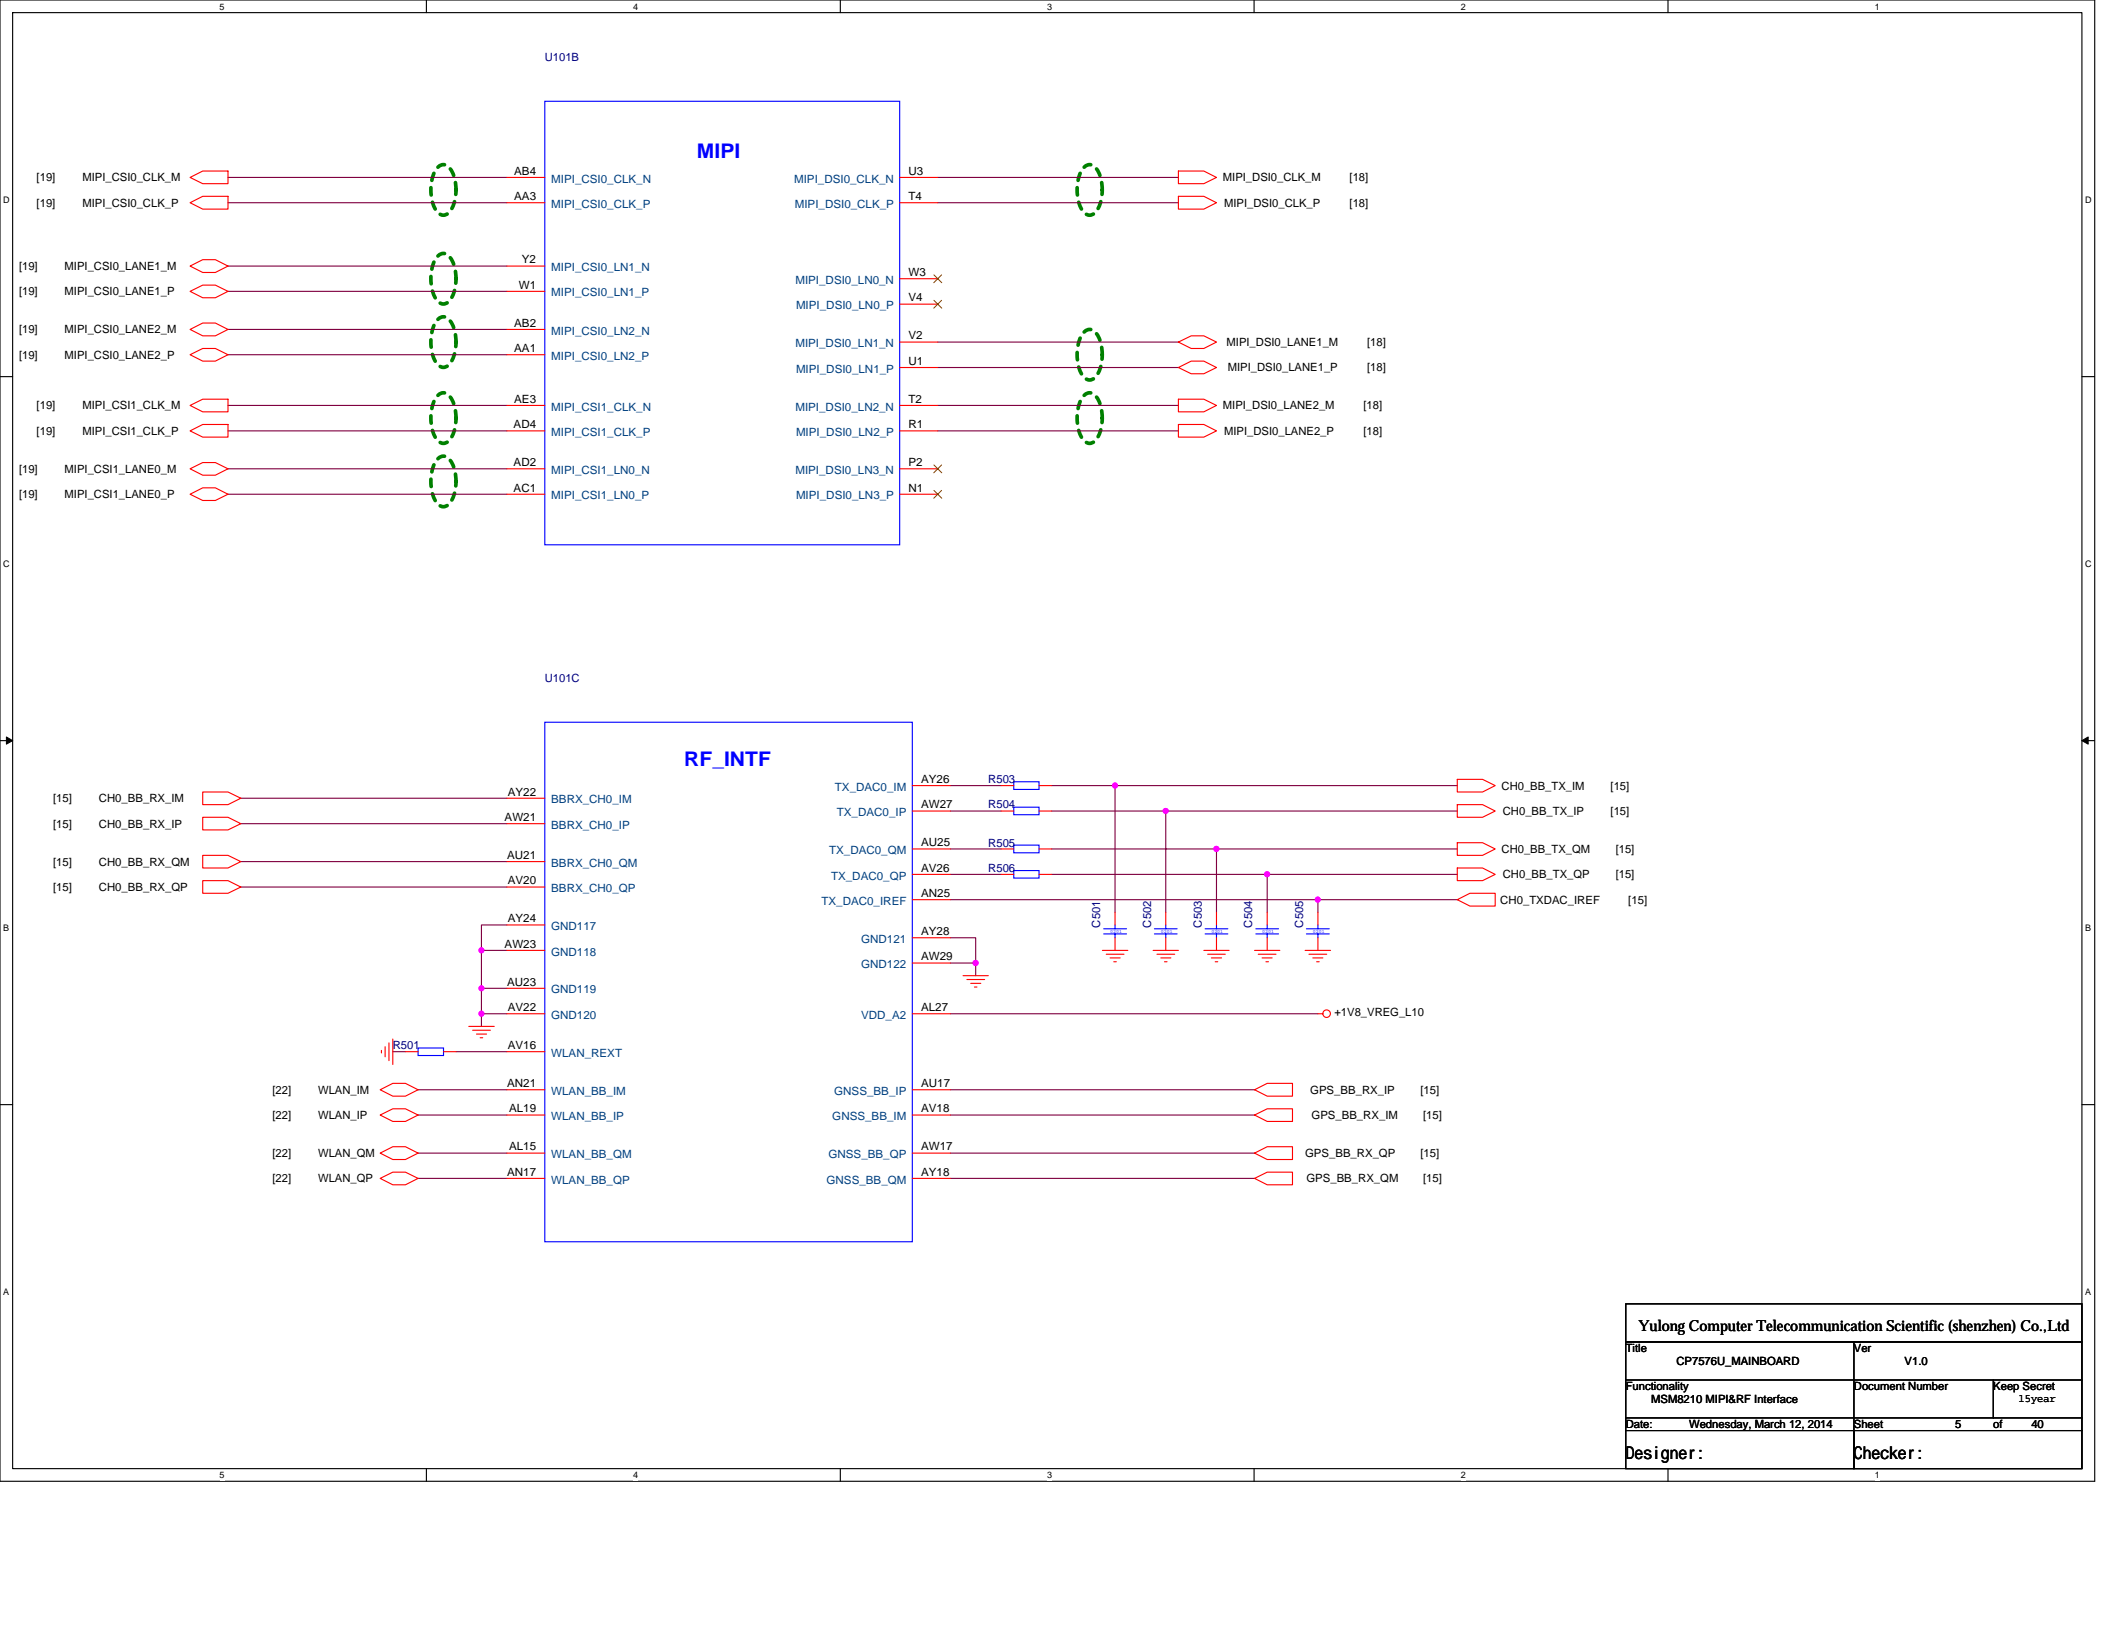 5 4 3 2 1
U101B
MIPI
[19] MIPI_CSI0_CLK_M AB4 MIPI_CSI0_CLK_N MIPI_DSI0_CLK_N U3 MIPI_DSI0_CLK_M [18]
D [19] MIPI_CSI0_CLK_P AA3 MIPI_CSI0_CLK_P MIPI_DSI0_CLK_P T4 MIPI_DSI0_CLK_P [18] D
[19] MIPI_CSI0_LANE1_M Y2 MIPI_CSI0_LN1_N MIPI_DSI0_LN0_N W3
[19] MIPI_CSI0_LANE1_P W1 MIPI_CSI0_LN1_P MIPI_DSI0_LN0_P V4
[19] MIPI_CSI0_LANE2_M AB2 MIPI_CSI0_LN2_N MIPI_DSI0_LN1_N V2 MIPI_DSI0_LANE1_M [18]
[19] MIPI_CSI0_LANE2_P AA1 MIPI_CSI0_LN2_P MIPI_DSI0_LN1_P U1 MIPI_DSI0_LANE1_P [18]
[19] MIPI_CSI1_CLK_M AE3 MIPI_CSI1_CLK_N MIPI_DSI0_LN2_N T2 MIPI_DSI0_LANE2_M [18]
[19] MIPI_CSI1_CLK_P AD4 MIPI_CSI1_CLK_P MIPI_DSI0_LN2_P R1 MIPI_DSI0_LANE2_P [18]
[19] MIPI_CSI1_LANE0_M AD2 MIPI_CSI1_LN0_N MIPI_DSI0_LN3_N P2
[19] MIPI_CSI1_LANE0_P AC1 MIPI_CSI1_LN0_P MIPI_DSI0_LN3_P N1
C C
U101C
RF_INTF
[15] CH0_BB_RX_IM AY22 BBRX_CH0_IM TX_DAC0_IM AY26 R503 CH0_BB_TX_IM [15]
[15] CH0_BB_RX_IP AW21 BBRX_CH0_IP TX_DAC0_IP AW27 R504 CH0_BB_TX_IP [15]
[15] CH0_BB_RX_QM AU21 BBRX_CH0_QM TX_DAC0_QM AU25 R505 CH0_BB_TX_QM [15]
[15] CH0_BB_RX_QP AV20 BBRX_CH0_QP TX_DAC0_QP AV26 R506 CH0_BB_TX_QP [15]
TX_DAC0_IREF AN25 CH0_TXDAC_IREF [15]
C501 C502 C503 C504 C505
B AY24 GND117 GND121 AY28 B
AW23 GND118 GND122 AW29
AU23 GND119
AV22 GND120 VDD_A2 AL27 +1V8_VREG_L10
R501 AV16 WLAN_REXT
[22] WLAN_IM AN21 WLAN_BB_IM GNSS_BB_IP AU17 GPS_BB_RX_IP [15]
[22] WLAN_IP AL19 WLAN_BB_IP GNSS_BB_IM AV18 GPS_BB_RX_IM [15]
[22] WLAN_QM AL15 WLAN_BB_QM GNSS_BB_QP AW17 GPS_BB_RX_QP [15]
[22] WLAN_QP AN17 WLAN_BB_QP GNSS_BB_QM AY18 GPS_BB_RX_QM [15]
A A
Yulong Computer Telecommunication Scientific (shenzhen) Co.,Ltd
Title Ver
CP7576U_MAINBOARD V1.0
Functionality Document Number Keep Secret
MSM8210 MIPI&RF Interface 15year
Date: Wednesday, March 12, 2014 Sheet 5 of 40
Designer: Checker:
5 4 3 2 1